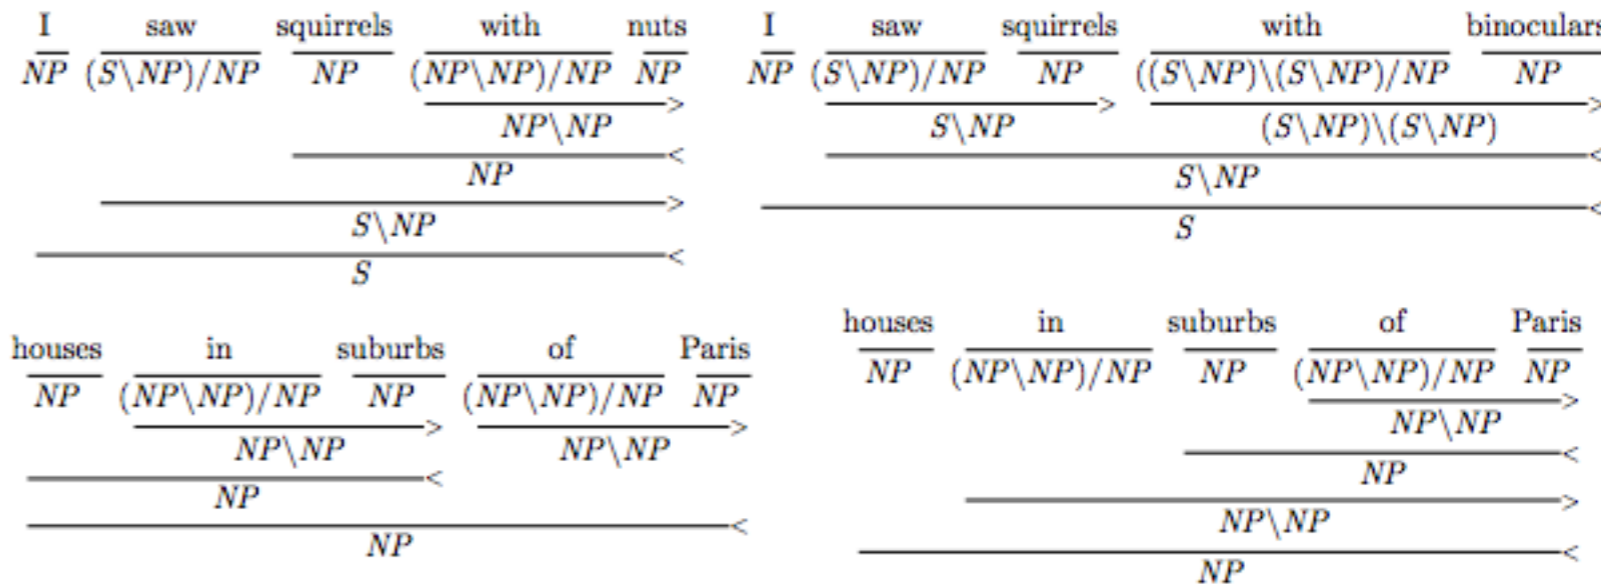 I saw squirrels with nuts
NP (S\NP)/NP NP (NP\NP)/NP NP
>
NP\NP
<
NP
>
S\NP
<
S
I saw squirrels with binoculars
NP (S\NP)/NP NP ((S\NP)\(S\NP)/NP NP
> >
S\NP (S\NP)\(S\NP)
<
S\NP
<
S
houses in suburbs of Paris
NP (NP\NP)/NP NP (NP\NP)/NP NP
> >
NP\NP NP\NP
<
NP
<
NP
houses in suburbs of Paris
NP (NP\NP)/NP NP (NP\NP)/NP NP
>
NP\NP
<
NP
>
NP\NP
<
NP